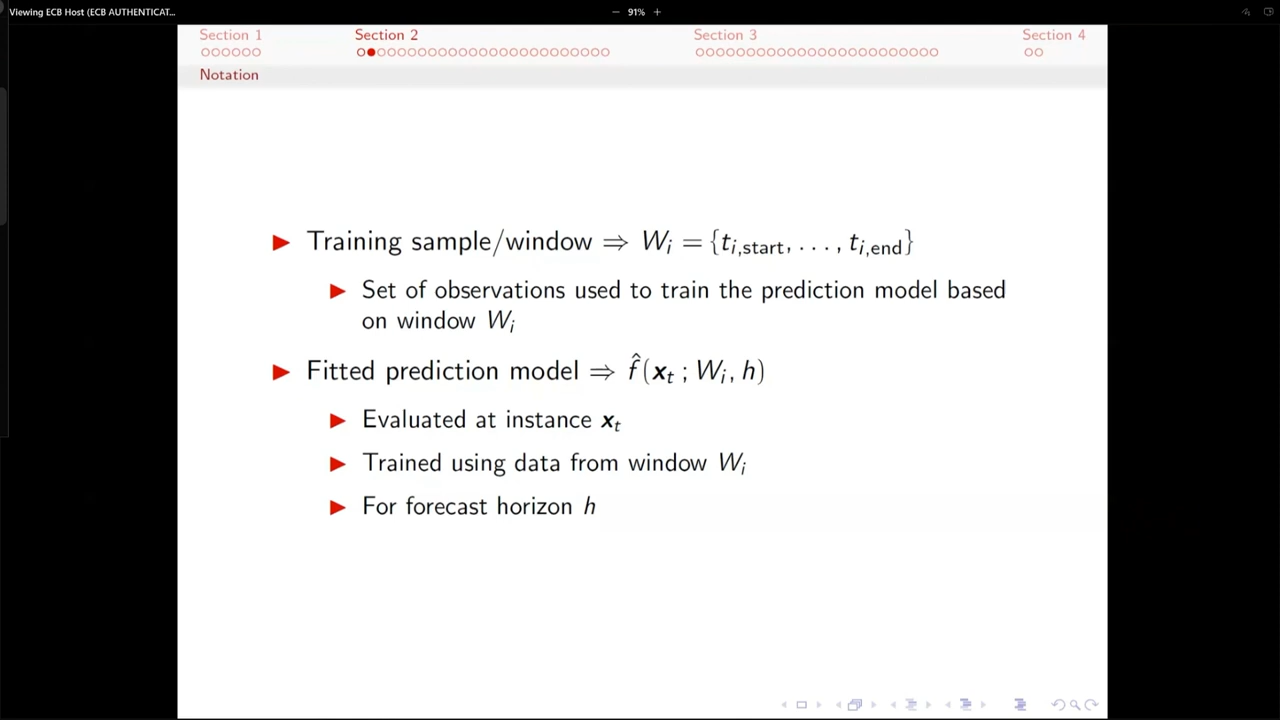 Viewing ECB Host (ECB AUTHENTICAT...
− 91% +
Section 1 Section 2 Section 3 Section 4
Notation
Training sample/window ⇒ Wᵢ = {tᵢ,start, . . . , tᵢ,end}
Set of observations used to train the prediction model based
on window Wᵢ
Fitted prediction model ⇒ f̂(xₜ ; Wᵢ, h)
Evaluated at instance xₜ
Trained using data from window Wᵢ
For forecast horizon h